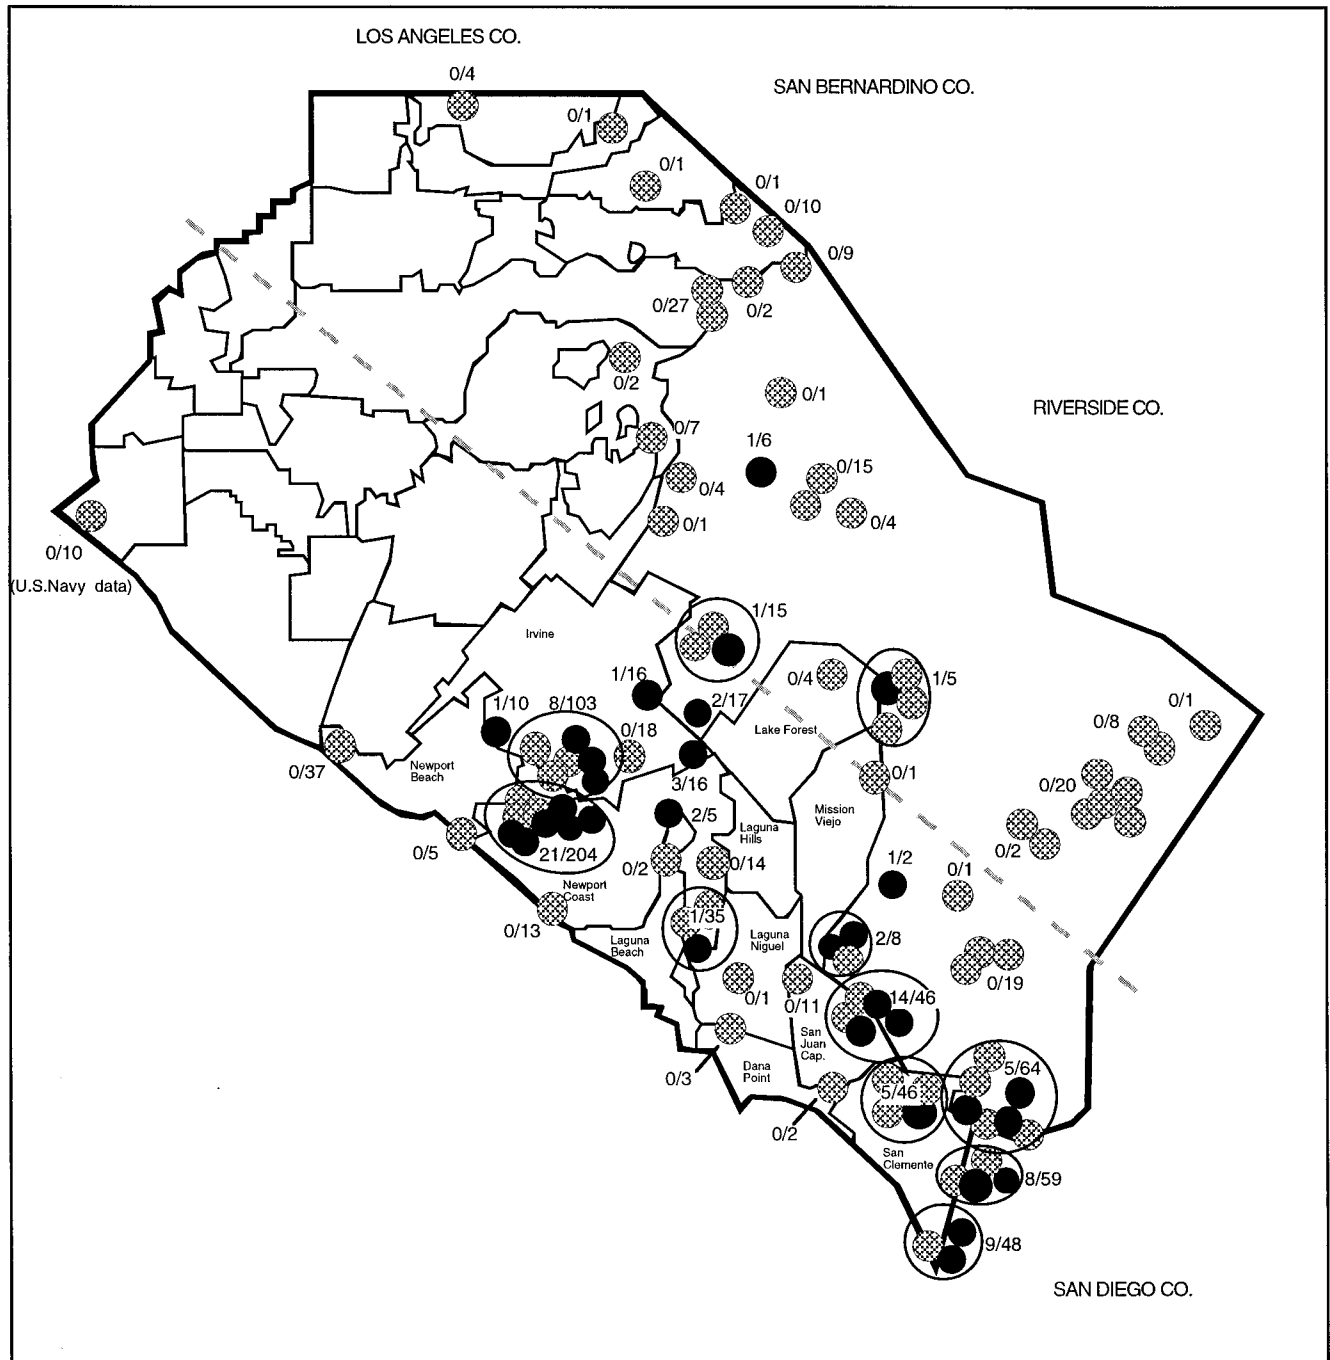 LOS ANGELES CO.
0/4
SAN BERNARDINO CO.
0/1
0/1
0/1
0/10
0/9
0/27
0/2
0/2
0/1
RIVERSIDE CO.
0/7
1/6
0/15
0/4
0/4
0/1
0/10
(U.S.Navy data)
1/15
Irvine
1/16
0/4
1/5
2/17
1/10
8/103
0/1
0/8
0/18
Lake Forest
0/37
Newport
Beach
3/16
0/1
0/20
2/5
Mission
Viejo
Laguna
Hills
0/5
21/204
0/2
0/14
0/2
1/2
0/1
Newport
Coast
0/13
1/35
Laguna
Beach
Laguna
Niguel
2/8
0/19
0/1
0/11
14/46
San
Juan
Cap.
0/3
Dana
Point
5/46
5/64
0/2
San
Clemente
8/59
9/48
SAN DIEGO CO.